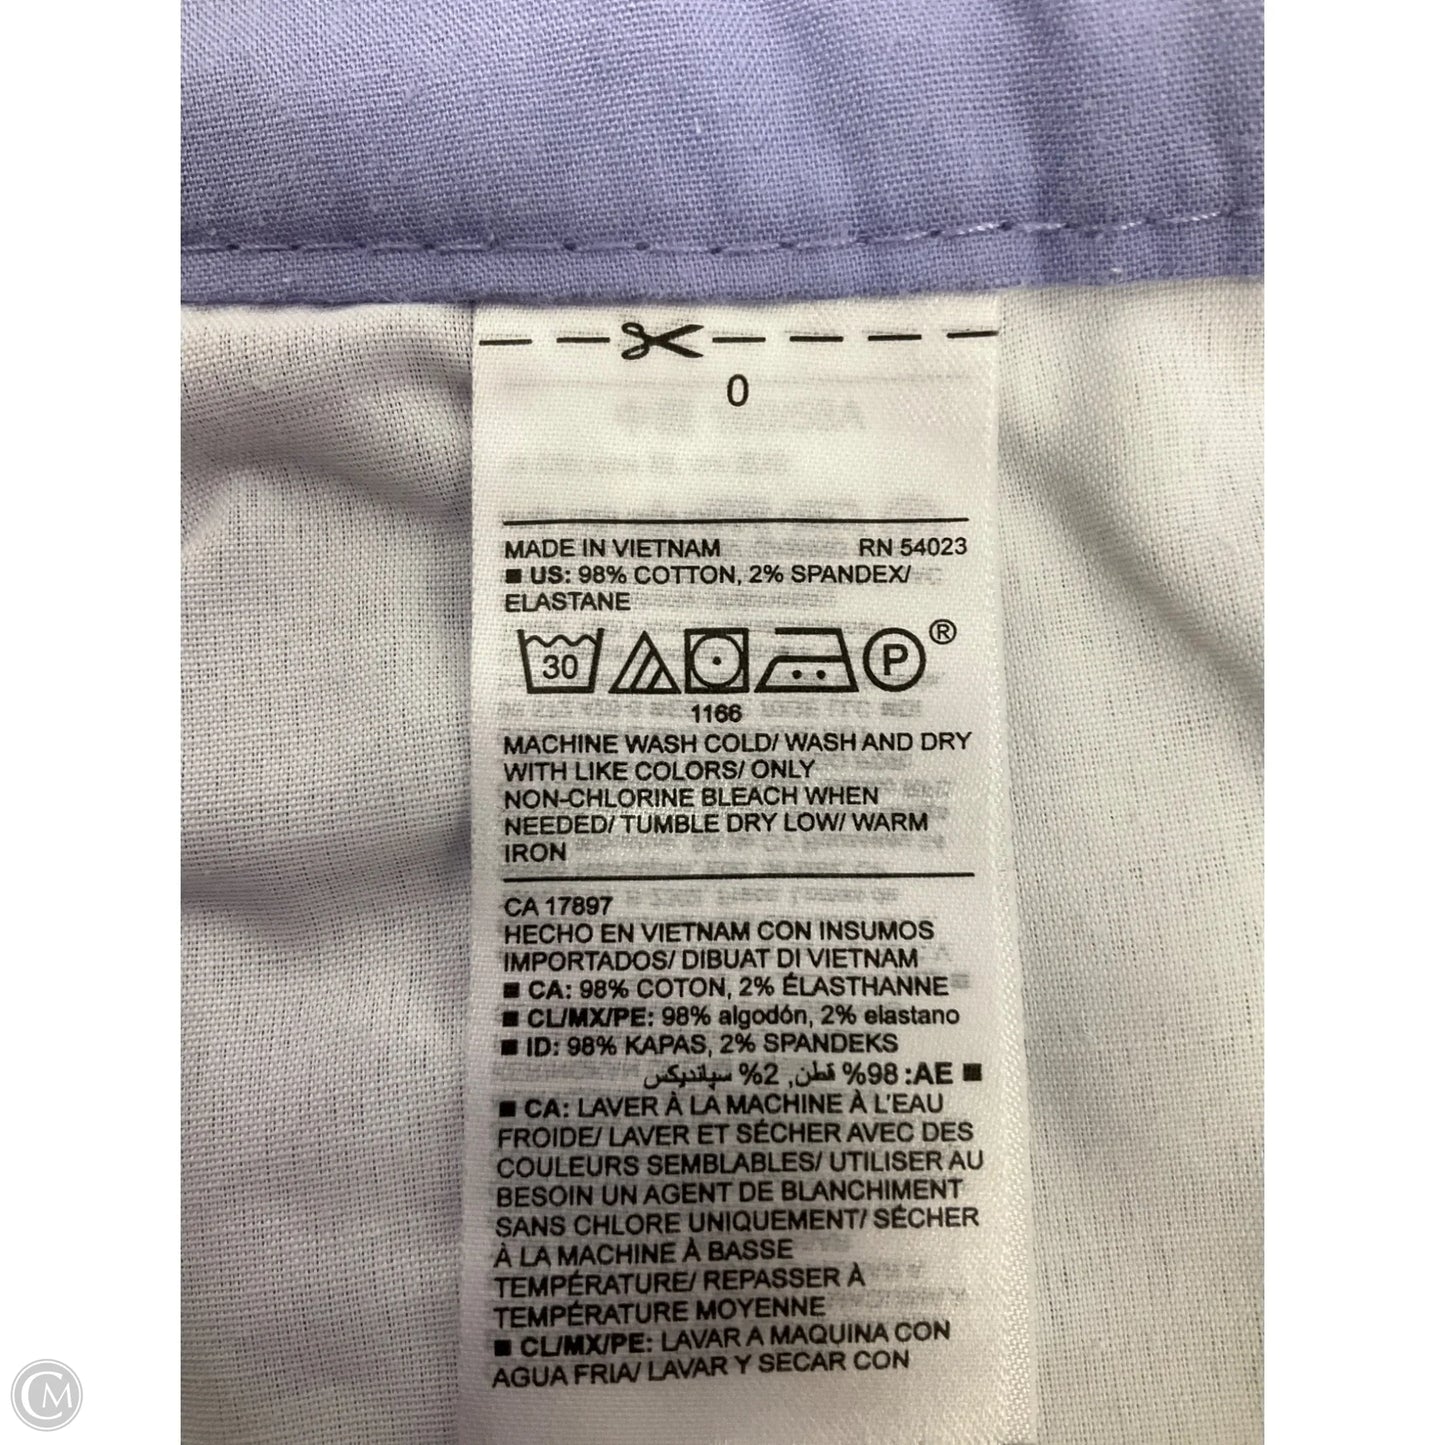 0
MADE IN VIETNAM RN 54023
US: 98% COTTON, 2% SPANDEX/
ELASTANE
30 P ®
1166
MACHINE WASH COLD/ WASH AND DRY
WITH LIKE COLORS/ ONLY
NON-CHLORINE BLEACH WHEN
NEEDED/ TUMBLE DRY LOW/ WARM
IRON
CA 17897
HECHO EN VIETNAM CON INSUMOS
IMPORTADOS/ DIBUAT DI VIETNAM
CA: 98% COTON, 2% ÉLASTHANNE
CL/MX/PE: 98% algodón, 2% elastano
ID: 98% KAPAS, 2% SPANDEKS
AE: 98% قطن, 2% سپانديكس
CA: LAVER À LA MACHINE À L'EAU
FROIDE/ LAVER ET SÉCHER AVEC DES
COULEURS SEMBLABLES/ UTILISER AU
BESOIN UN AGENT DE BLANCHIMENT
SANS CHLORE UNIQUEMENT/ SÉCHER
À LA MACHINE À BASSE
TEMPÉRATURE/ REPASSER À
TEMPÉRATURE MOYENNE
CL/MX/PE: LAVAR A MAQUINA CON
AGUA FRIA/ LAVAR Y SECAR CON
CM